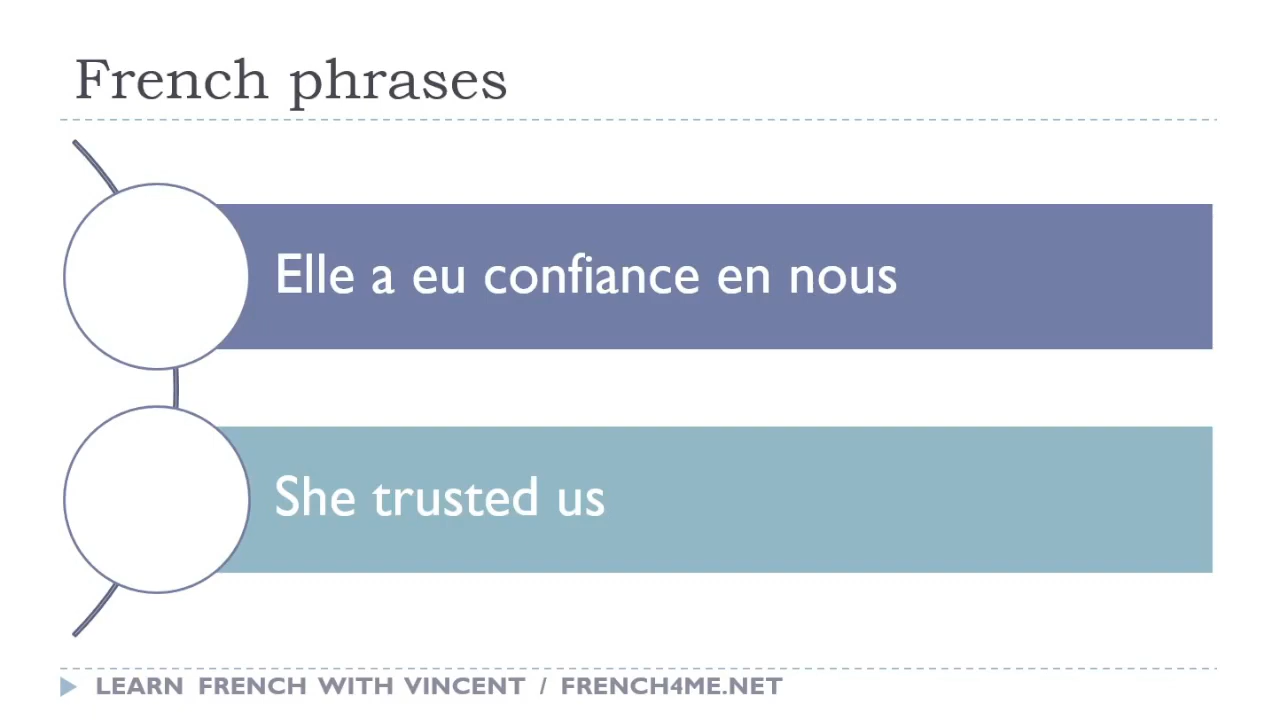 French phrases
Elle a eu confiance en nous
She trusted us
LEARN FRENCH WITH VINCENT / FRENCH4ME.NET